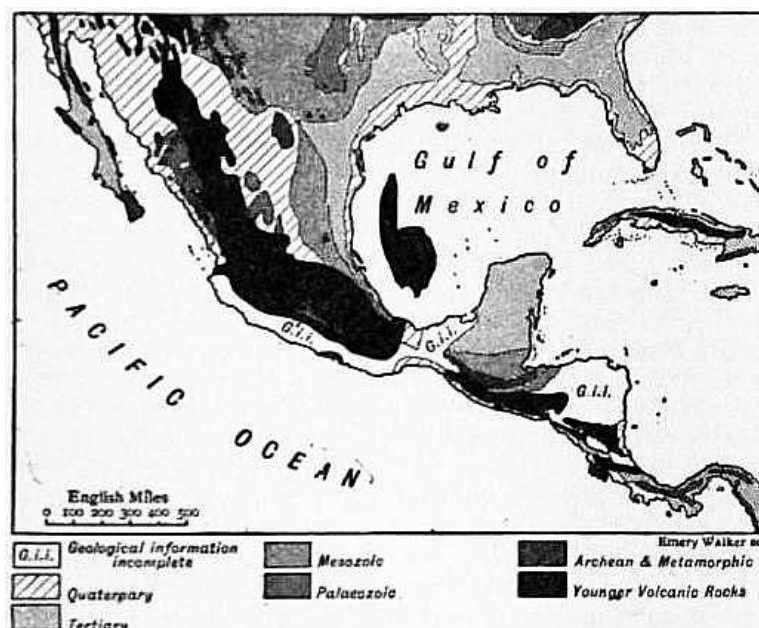 Gulf of
Mexico
G.i.i.
G.i.i.
G.i.i.
PACIFIC OCEAN
English Miles
0 100 200 300 400 500
Emery Walker
G.i.i. Geological information
incomplete
Quaternary
Tertiary
Mesozoic
Palaeozoic
Archean & Metamorphic
Younger Volcanic Rocks